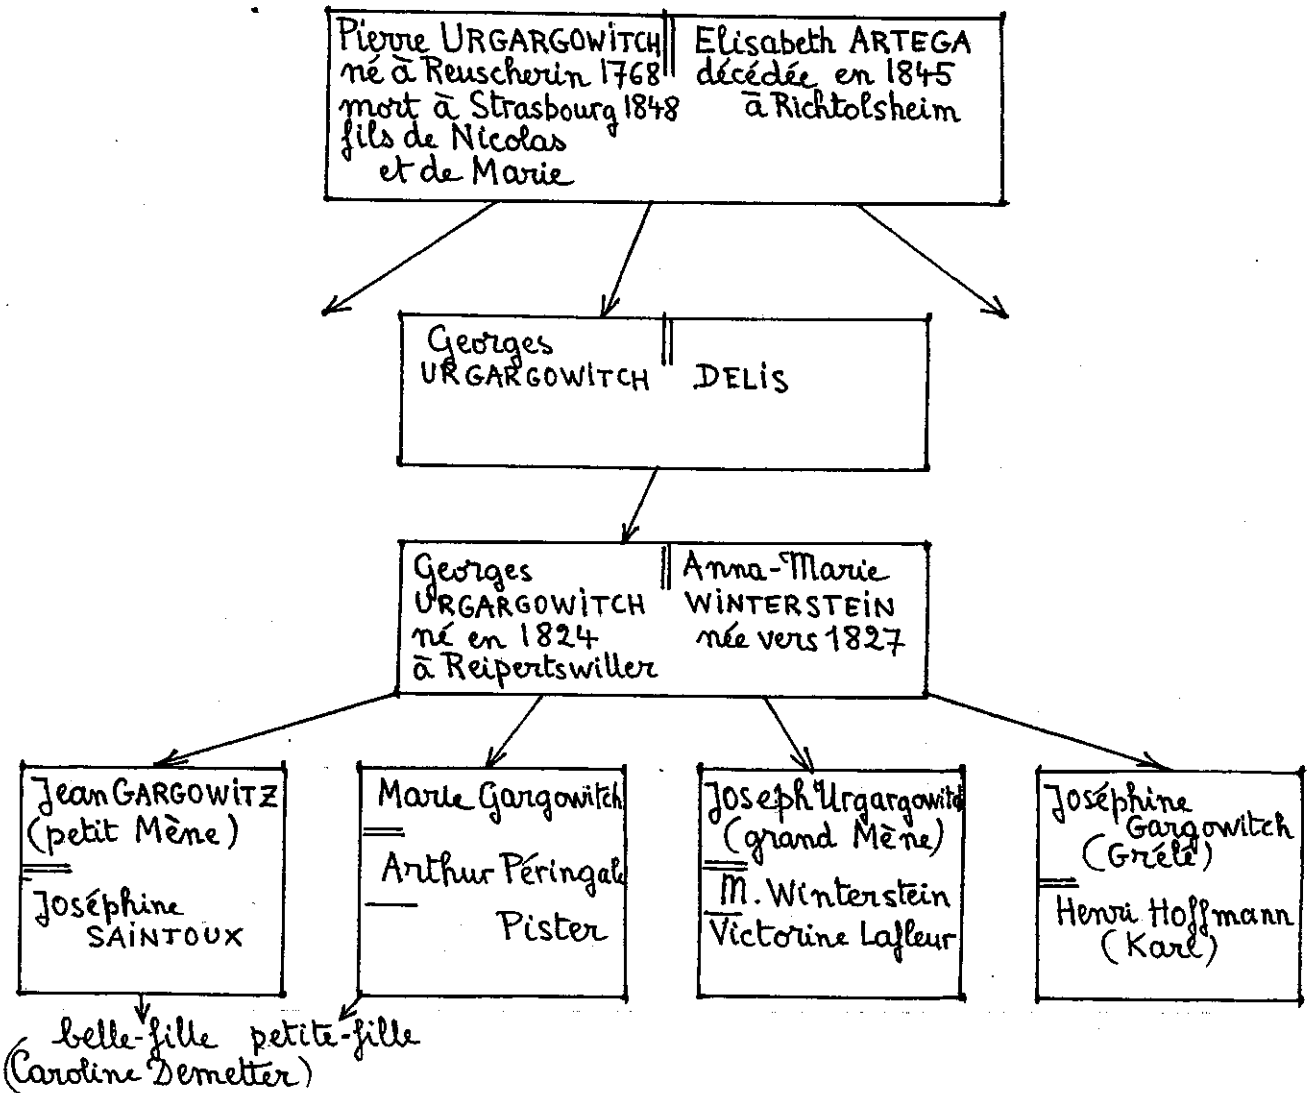 Pierre URGARGOWITCH
né à Reuscherin 1768
mort à Strasbourg 1848
fils de Nicolas
et de Marie
Elisabeth ARTEGA
décédée en 1845
à Richtolsheim
Georges
URGARGOWITCH
DELIS
Georges
URGARGOWITCH
né en 1824
à Reipertswiller
Anna-Marie
WINTERSTEIN
née vers 1827
Jean GARGOWITZ
(petit Mène)
Joséphine
SAINTOUX
Marie Gargowitch
Arthur Péringale
Pister
Joseph Urgargowitch
(grand Mène)
M. Winterstein
Victorine Lafleur
Joséphine
Gargowitch
(Grélé)
Henri Hoffmann
(Karl)
belle-fille petite-fille
(Caroline Demetter)